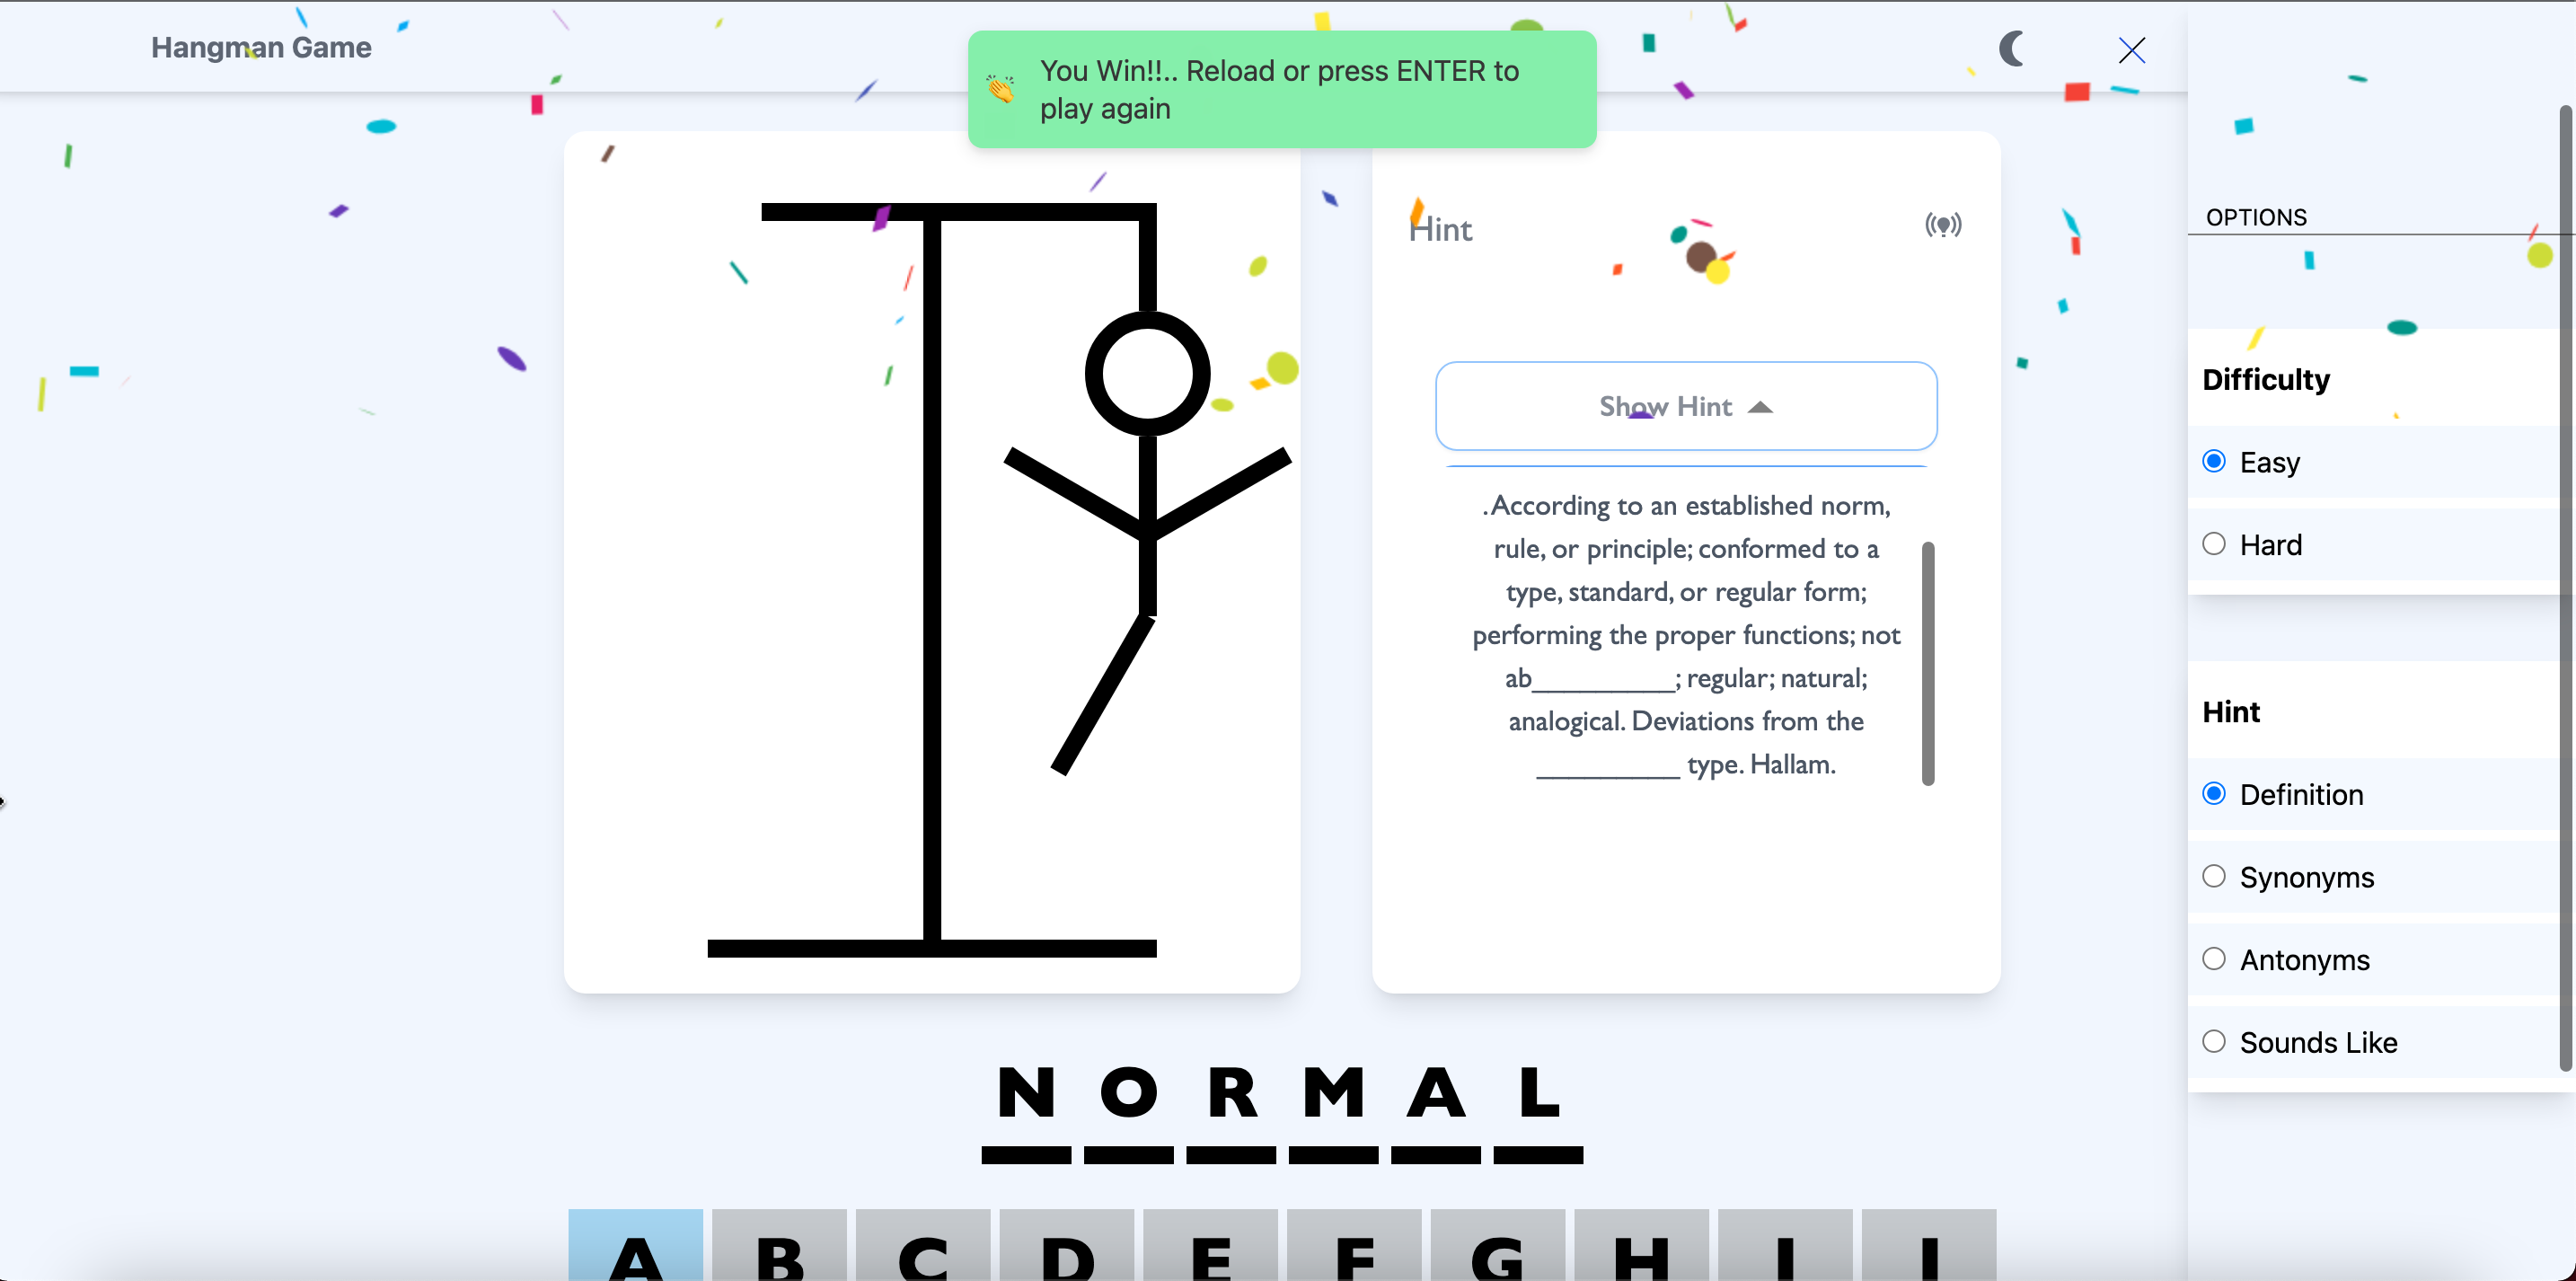 Hangman Game
You Win!!.. Reload or press ENTER to
play again
Hint
Show Hint
.According to an established norm,
rule, or principle; conformed to a
type, standard, or regular form;
performing the proper functions; not
ab_________; regular; natural;
analogical. Deviations from the
_________ type. Hallam.
OPTIONS
Difficulty
Easy
Hard
Hint
Definition
Synonyms
Antonyms
Sounds Like
N O R M A L
A B C D E F G H I